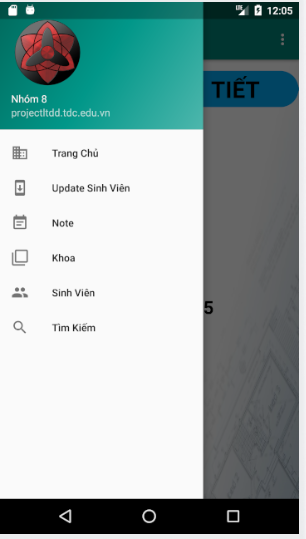 12:05
Nhóm 8
projectltdd.tdc.edu.vn
TIẾT
Trang Chủ
Update Sinh Viên
Note
Khoa
Sinh Viên
5
Tìm Kiếm